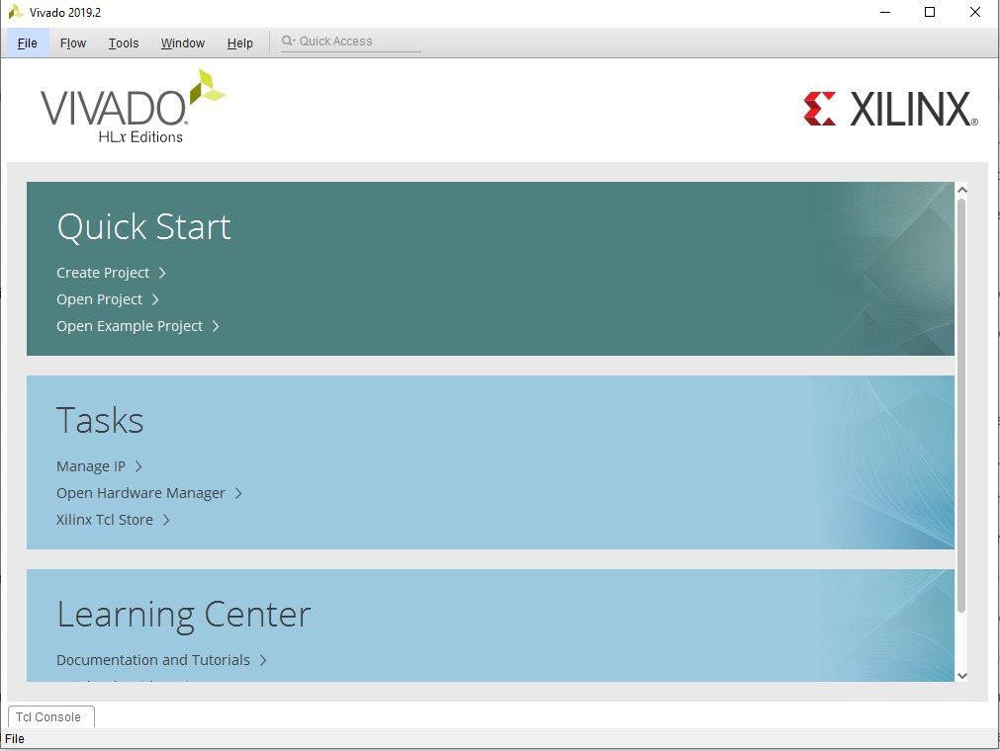 Vivado 2019.2
File Flow Tools Window Help Quick Access
VIVADO.
HLx Editions
XILINX®
Quick Start
Create Project >
Open Project >
Open Example Project >
Tasks
Manage IP >
Open Hardware Manager >
Xilinx Tcl Store >
Learning Center
Documentation and Tutorials >
Tcl Console
File